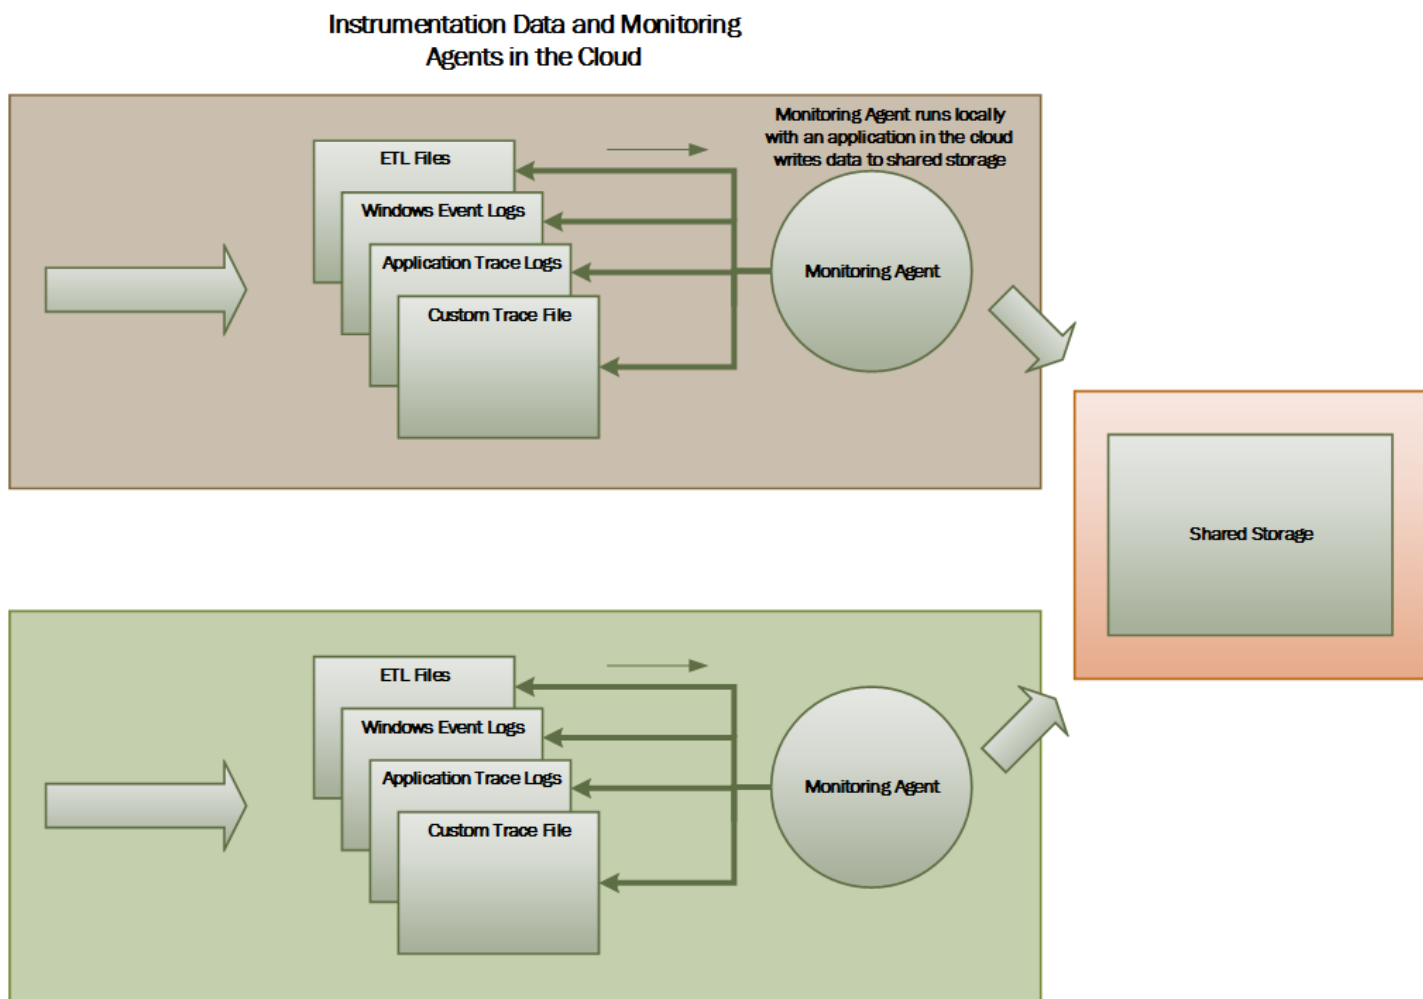 Instrumentation Data and Monitoring
Agents in the Cloud
Monitoring Agent runs locally
with an application in the cloud
writes data to shared storage
ETL Files
Windows Event Logs
Application Trace Logs
Custom Trace File
Monitoring Agent
Shared Storage
ETL Files
Windows Event Logs
Application Trace Logs
Custom Trace File
Monitoring Agent